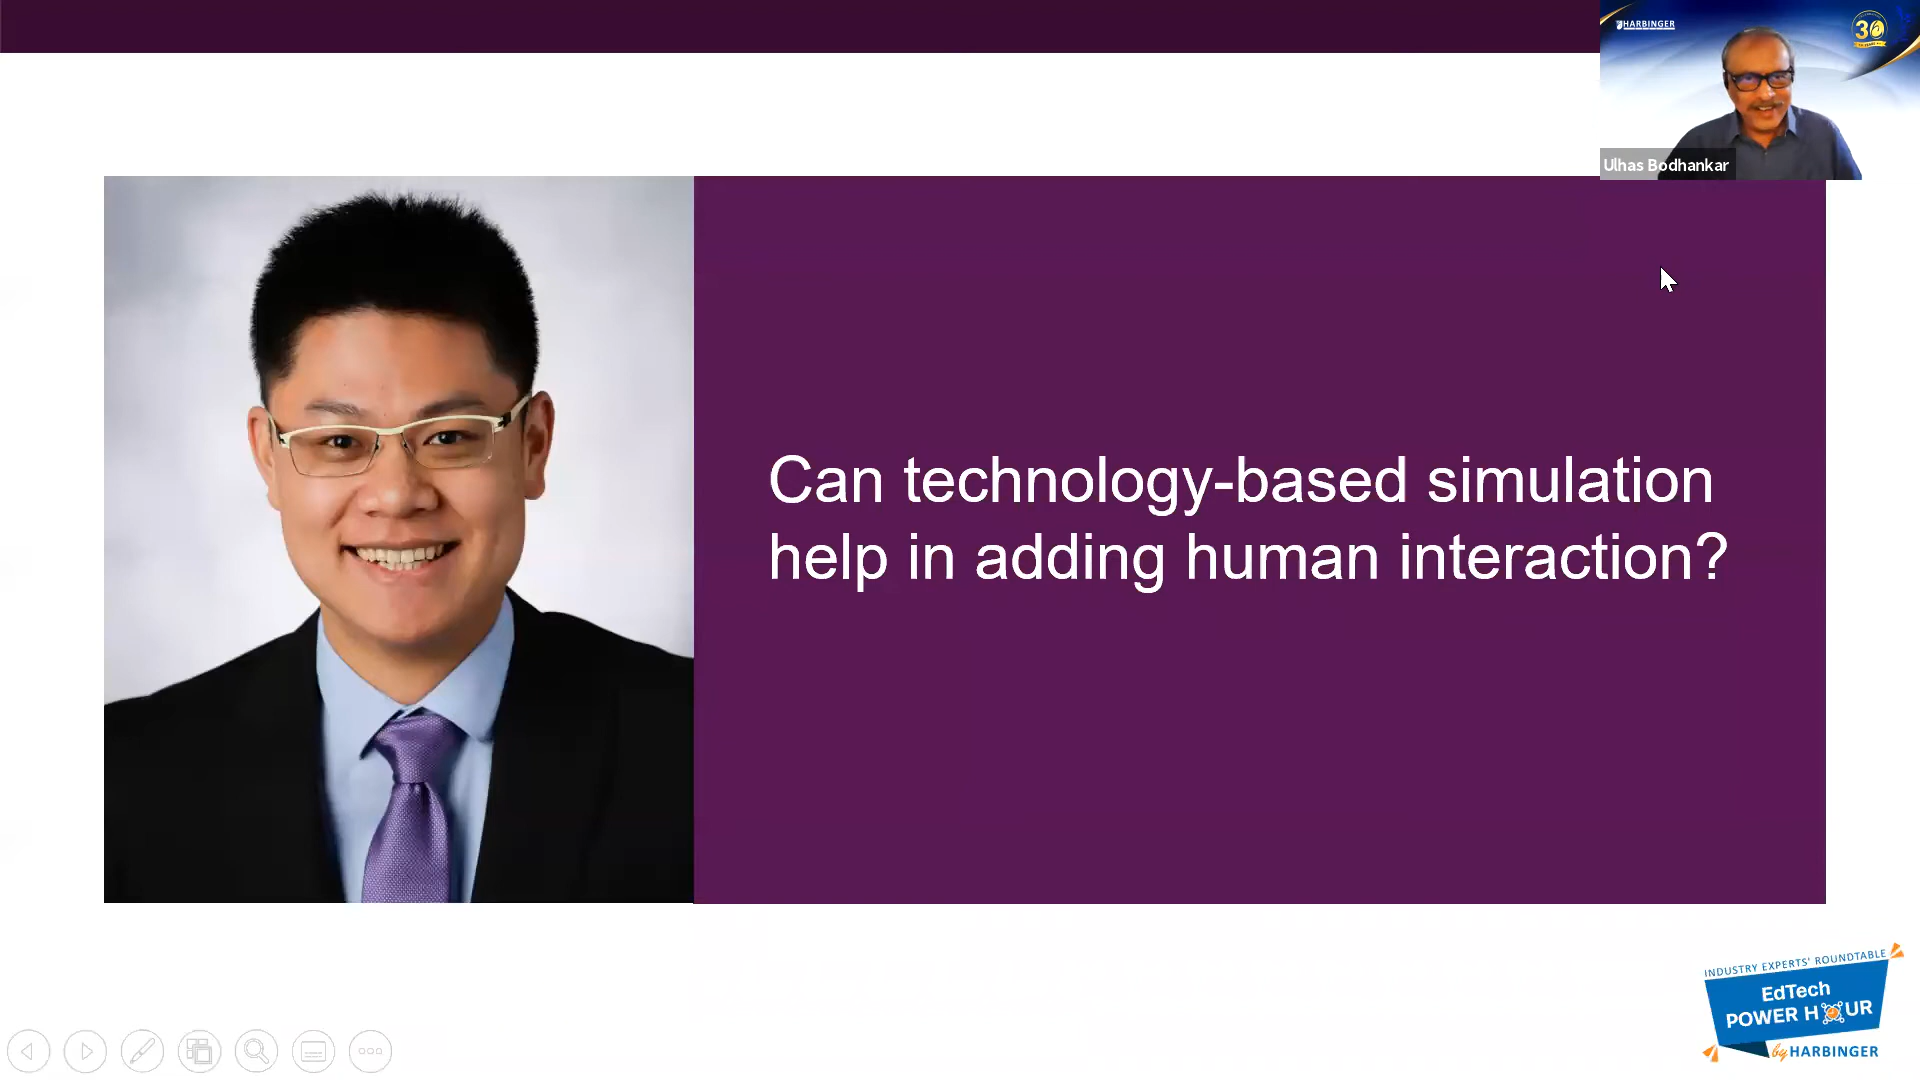 HARBINGER
30
Ulhas Bodhankar
Can technology-based simulation
help in adding human interaction?
INDUSTRY EXPERTS' ROUNDTABLE
EdTech
POWER HOUR
by HARBINGER